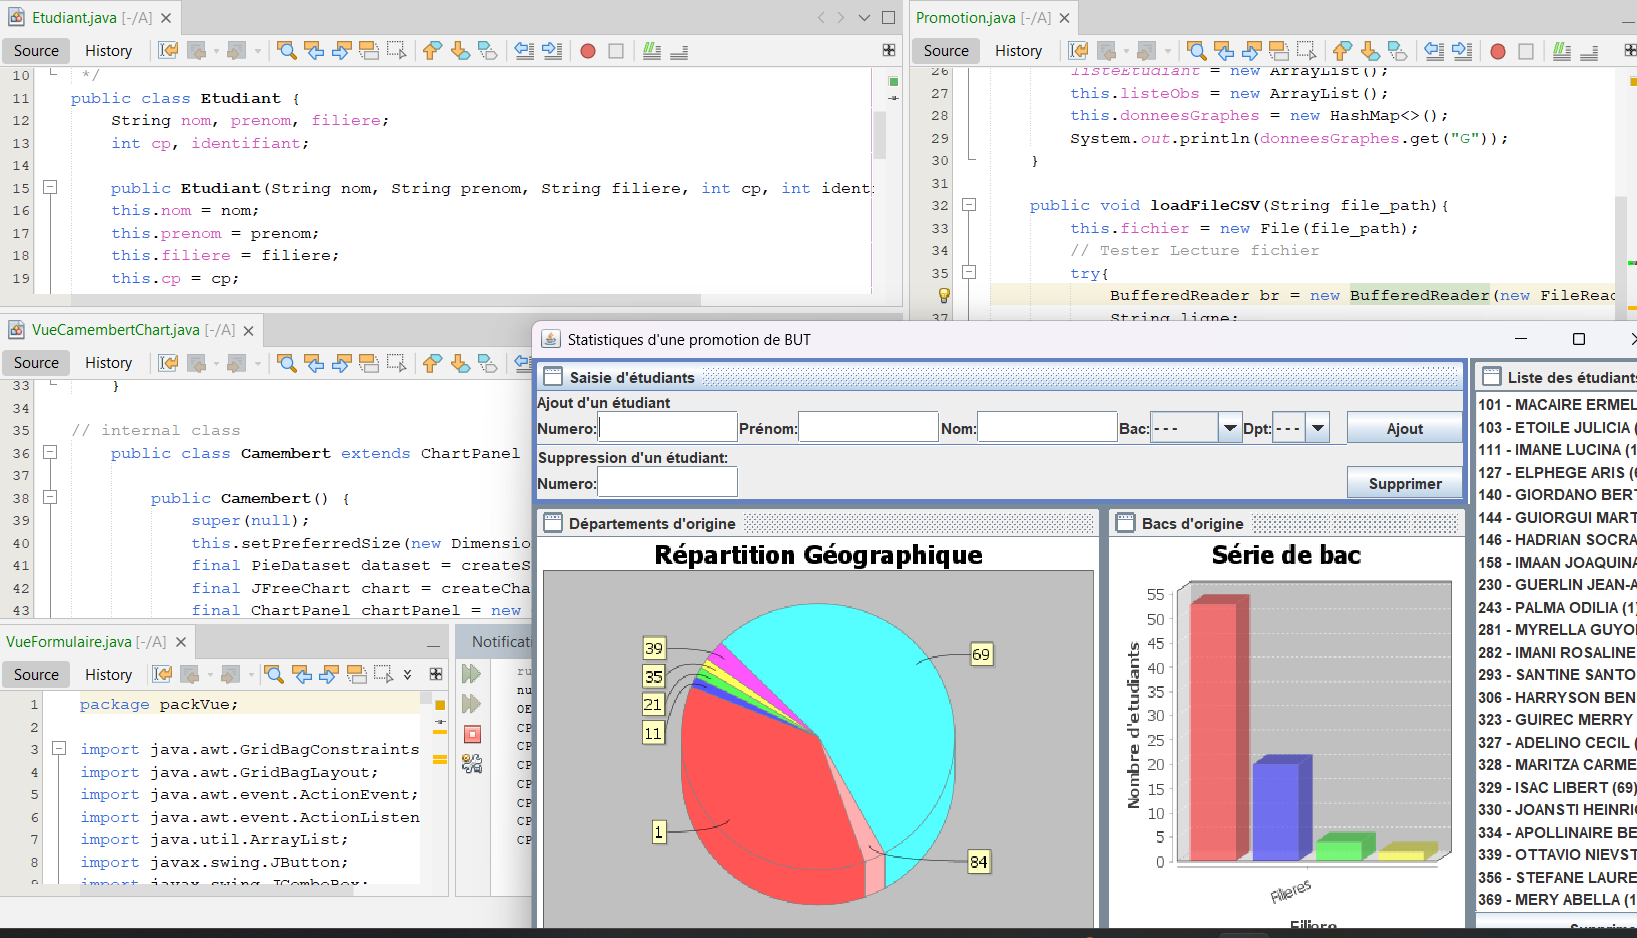 Etudiant.java [-/A]
Source History
10 */
11 public class Etudiant {
12 String nom, prenom, filiere;
13 int cp, identifiant;
14
15 public Etudiant(String nom, String prenom, String filiere, int cp, int
16 this.nom = nom;
17 this.prenom = prenom;
18 this.filiere = filiere;
19 this.cp = cp;
Promotion.java [-/A]
Source History
26 listeEtudiant = new ArrayList();
27 this.listeObs = new ArrayList();
28 this.donneesGraphes = new HashMap<>();
29 System.out.println(donneesGraphes.get("G"));
30 }
31
32 public void loadFileCSV(String file_path){
33 this.fichier = new File(file_path);
34 // Tester Lecture fichier
35 try{
BufferedReader br = new BufferedReader(new
37 String ligne;
VueCamembertChart.java [-/A]
Source History
33 }
34
35 // internal class
36 public class Camembert extends ChartPanel
37
38 public Camembert() {
39 super(null);
40 this.setPreferredSize(new
41 final PieDataset dataset =
42 final JFreeChart chart =
43 final ChartPanel chartPanel = new
VueFormulaire.java [-/A]
Source History
1 package packVue;
2
3 import java.awt.GridBagConstraints
4 import java.awt.GridBagLayout;
5 import java.awt.event.ActionEvent;
6 import java.awt.event.ActionListen
7 import java.util.ArrayList;
8 import javax.swing.JButton;
9 import javax.swing.JComboBox;
Notificati
Statistiques d'une promotion de BUT
Saisie d'étudiants
Ajout d'un étudiant
Numero: Prénom: Nom: Bac: --- Dpt: --- Ajout
Suppression d'un étudiant:
Numero: Supprimer
Départements d'origine
Répartition Géographique
39
35
21
11
1
69
84
Bacs d'origine
Série de bac
Nombre d'etudiants
55
50
45
40
35
30
25
20
15
10
5
0
Filieres
Filiere
Liste des étudiants
101 - MACAIRE ERMEL
103 - ETOILE JULICIA (
111 - IMANE LUCINA (1
127 - ELPHEGE ARIS (6
140 - GIORDANO BERT
144 - GUIORGUI MART
146 - HADRIAN SOCRA
158 - IMAAN JOAQUINA
230 - GUERLIN JEAN-A
243 - PALMA ODILIA (1)
281 - MYRELLA GUYO
282 - IMANI ROSALINE
293 - SANTINE SANTO
306 - HARRYSON BEN
323 - GUIREC MERRY
327 - ADELINO CECIL (
328 - MARITZA CARME
329 - ISAC LIBERT (69)
330 - JOANSTI HEINRI
334 - APOLLINAIRE BE
339 - OTTAVIO NIEVST
356 - STEFANE LAURE
369 - MERY ABELLA (1